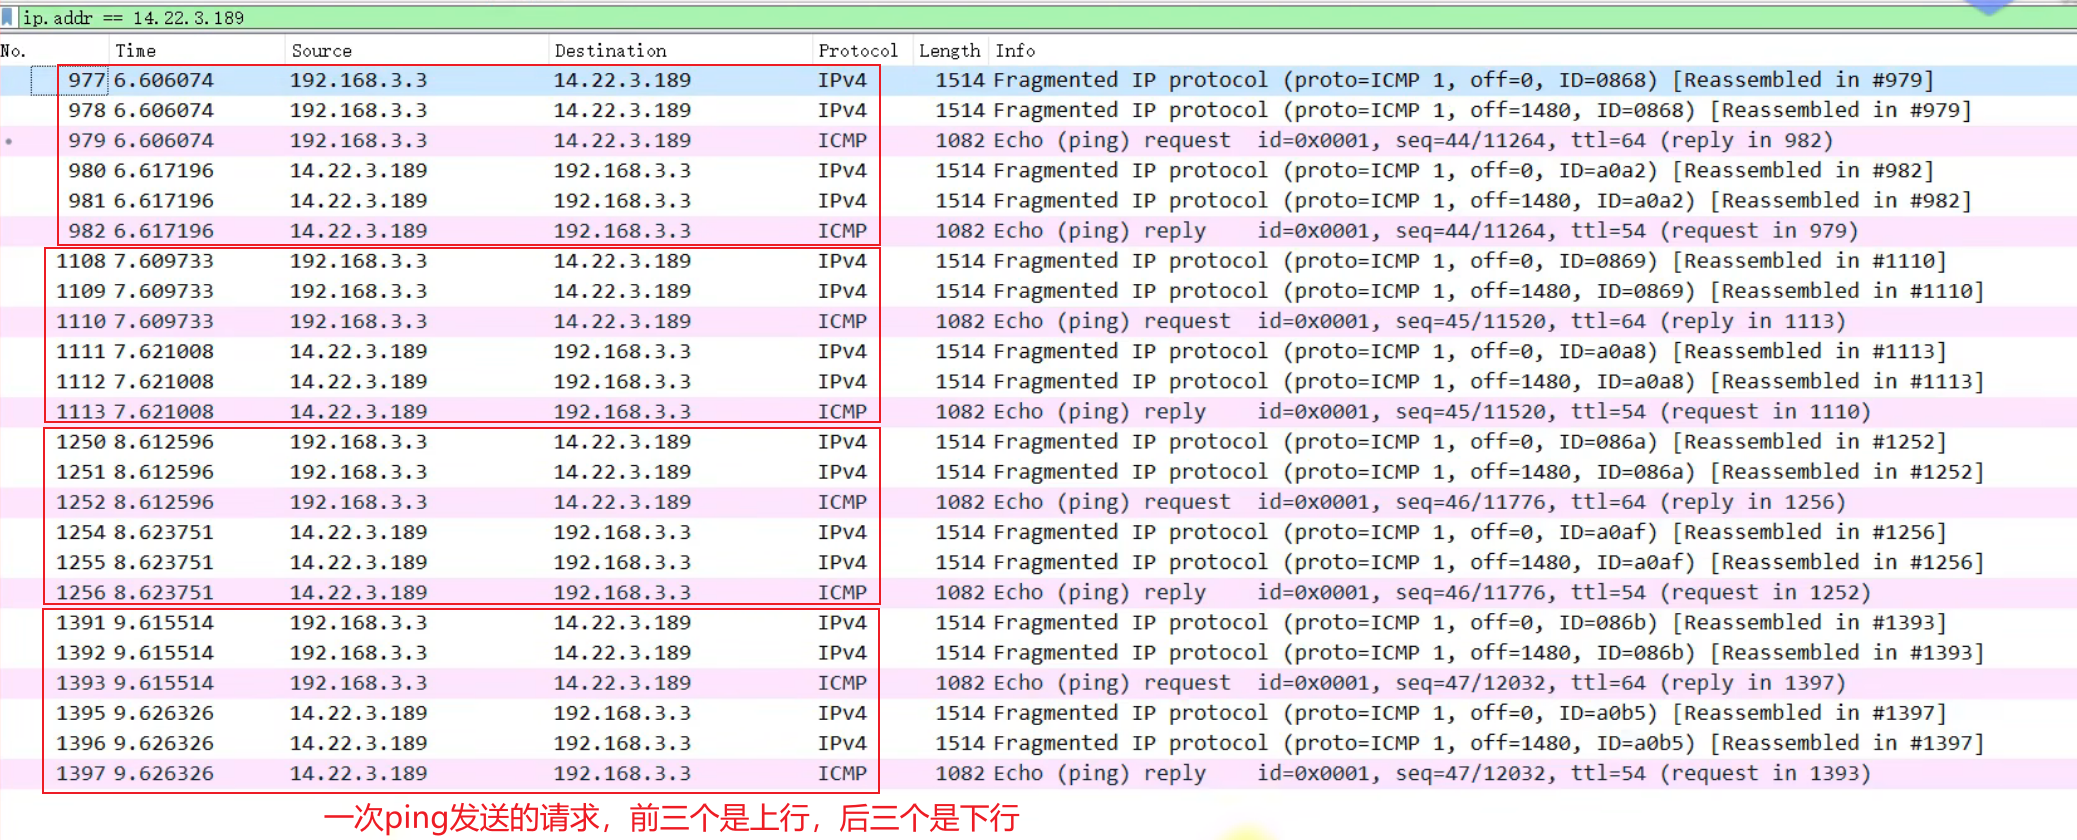 ip.addr == 14.22.3.189
No. Time Source Destination Protocol Length Info
977 6.606074 192.168.3.3 14.22.3.189 IPv4 1514 Fragmented IP protocol (proto=ICMP 1, off=0, ID=0868) [Reassembled in #979]
978 6.606074 192.168.3.3 14.22.3.189 IPv4 1514 Fragmented IP protocol (proto=ICMP 1, off=1480, ID=0868) [Reassembled in #979]
979 6.606074 192.168.3.3 14.22.3.189 ICMP 1082 Echo (ping) request id=0x0001, seq=44/11264, ttl=64 (reply in 982)
980 6.617196 14.22.3.189 192.168.3.3 IPv4 1514 Fragmented IP protocol (proto=ICMP 1, off=0, ID=a0a2) [Reassembled in #982]
981 6.617196 14.22.3.189 192.168.3.3 IPv4 1514 Fragmented IP protocol (proto=ICMP 1, off=1480, ID=a0a2) [Reassembled in #982]
982 6.617196 14.22.3.189 192.168.3.3 ICMP 1082 Echo (ping) reply id=0x0001, seq=44/11264, ttl=54 (request in 979)
1108 7.609733 192.168.3.3 14.22.3.189 IPv4 1514 Fragmented IP protocol (proto=ICMP 1, off=0, ID=0869) [Reassembled in #1110]
1109 7.609733 192.168.3.3 14.22.3.189 IPv4 1514 Fragmented IP protocol (proto=ICMP 1, off=1480, ID=0869) [Reassembled in #1110]
1110 7.609733 192.168.3.3 14.22.3.189 ICMP 1082 Echo (ping) request id=0x0001, seq=45/11520, ttl=64 (reply in 1113)
1111 7.621008 14.22.3.189 192.168.3.3 IPv4 1514 Fragmented IP protocol (proto=ICMP 1, off=0, ID=a0a8) [Reassembled in #1113]
1112 7.621008 14.22.3.189 192.168.3.3 IPv4 1514 Fragmented IP protocol (proto=ICMP 1, off=1480, ID=a0a8) [Reassembled in #1113]
1113 7.621008 14.22.3.189 192.168.3.3 ICMP 1082 Echo (ping) reply id=0x0001, seq=45/11520, ttl=54 (request in 1110)
1250 8.612596 192.168.3.3 14.22.3.189 IPv4 1514 Fragmented IP protocol (proto=ICMP 1, off=0, ID=086a) [Reassembled in #1252]
1251 8.612596 192.168.3.3 14.22.3.189 IPv4 1514 Fragmented IP protocol (proto=ICMP 1, off=1480, ID=086a) [Reassembled in #1252]
1252 8.612596 192.168.3.3 14.22.3.189 ICMP 1082 Echo (ping) request id=0x0001, seq=46/11776, ttl=64 (reply in 1256)
1254 8.623751 14.22.3.189 192.168.3.3 IPv4 1514 Fragmented IP protocol (proto=ICMP 1, off=0, ID=a0af) [Reassembled in #1256]
1255 8.623751 14.22.3.189 192.168.3.3 IPv4 1514 Fragmented IP protocol (proto=ICMP 1, off=1480, ID=a0af) [Reassembled in #1256]
1256 8.623751 14.22.3.189 192.168.3.3 ICMP 1082 Echo (ping) reply id=0x0001, seq=46/11776, ttl=54 (request in 1252)
1391 9.615514 192.168.3.3 14.22.3.189 IPv4 1514 Fragmented IP protocol (proto=ICMP 1, off=0, ID=086b) [Reassembled in #1393]
1392 9.615514 192.168.3.3 14.22.3.189 IPv4 1514 Fragmented IP protocol (proto=ICMP 1, off=1480, ID=086b) [Reassembled in #1393]
1393 9.615514 192.168.3.3 14.22.3.189 ICMP 1082 Echo (ping) request id=0x0001, seq=47/12032, ttl=64 (reply in 1397)
1395 9.626326 14.22.3.189 192.168.3.3 IPv4 1514 Fragmented IP protocol (proto=ICMP 1, off=0, ID=a0b5) [Reassembled in #1397]
1396 9.626326 14.22.3.189 192.168.3.3 IPv4 1514 Fragmented IP protocol (proto=ICMP 1, off=1480, ID=a0b5) [Reassembled in #1397]
1397 9.626326 14.22.3.189 192.168.3.3 ICMP 1082 Echo (ping) reply id=0x0001, seq=47/12032, ttl=54 (request in 1393)
一次ping发送的请求，前三个是上行，后三个是下行